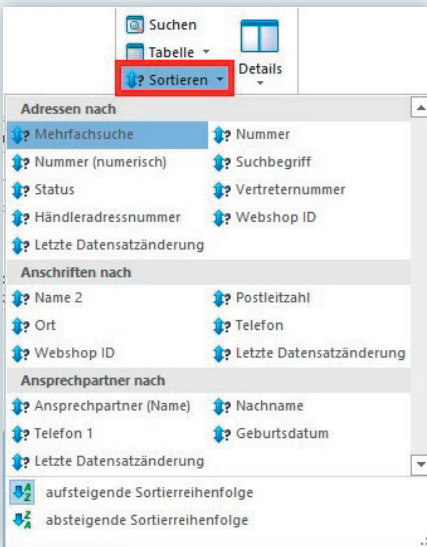 Suchen
Tabelle
Sortieren
Details
Adressen nach
Mehrfachsuche Nummer
Nummer (numerisch) Suchbegriff
Status Vertreternummer
Händleradressnummer Webshop ID
Letzte Datensatzänderung
Anschriften nach
Name 2 Postleitzahl
Ort Telefon
Webshop ID Letzte Datensatzänderung
Ansprechpartner nach
Ansprechpartner (Name) Nachname
Telefon 1 Geburtsdatum
Letzte Datensatzänderung
aufsteigende Sortierreihenfolge
absteigende Sortierreihenfolge